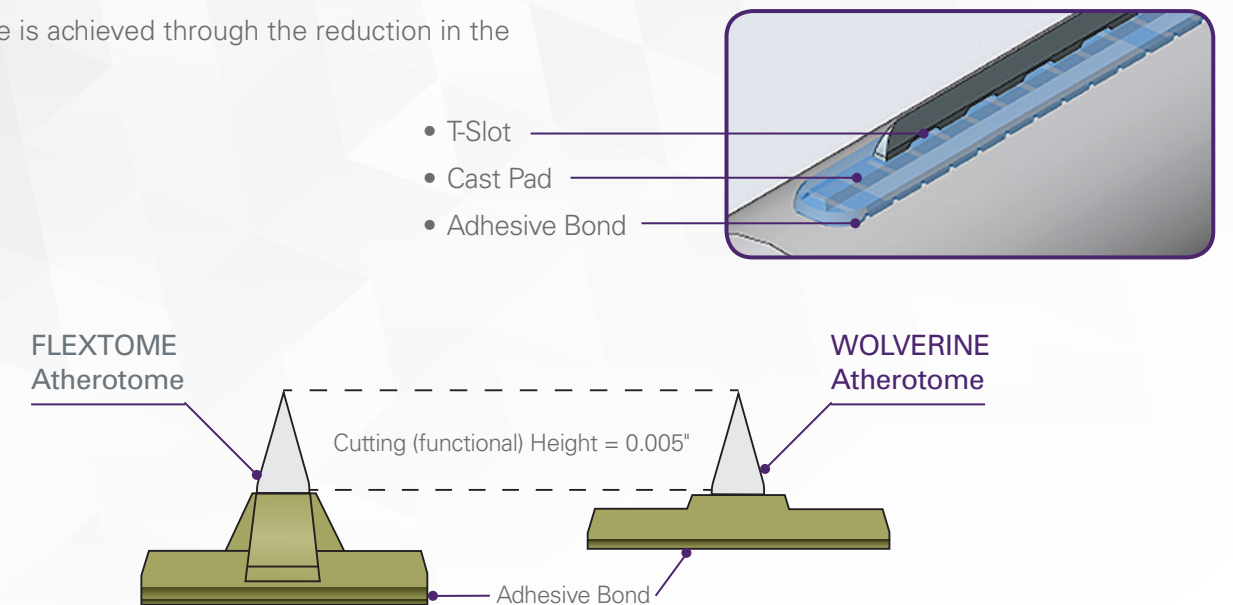 e is achieved through the reduction in the
• T-Slot
• Cast Pad
• Adhesive Bond
FLEXTOME
Atherotome
WOLVERINE
Atherotome
Cutting (functional) Height = 0.005"
Adhesive Bond